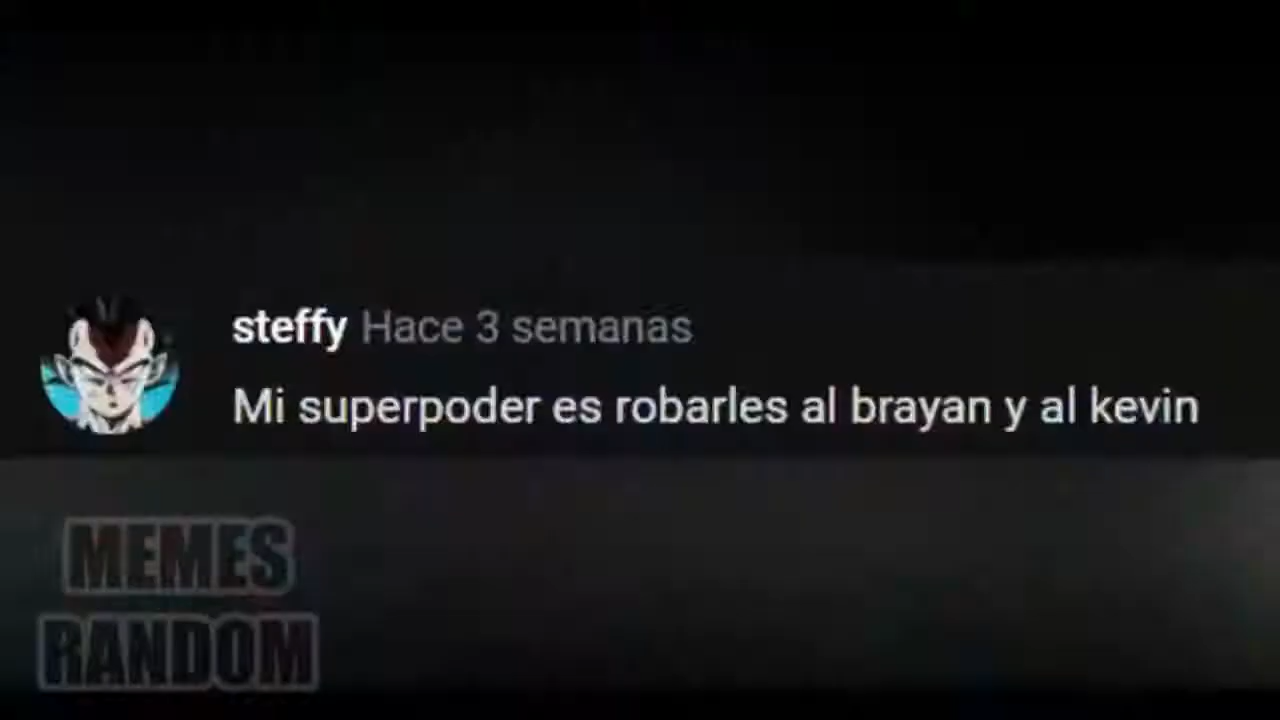 steffy Hace 3 semanas
Mi superpoder es robarles al brayan y al kevin
MEMES
RANDOM